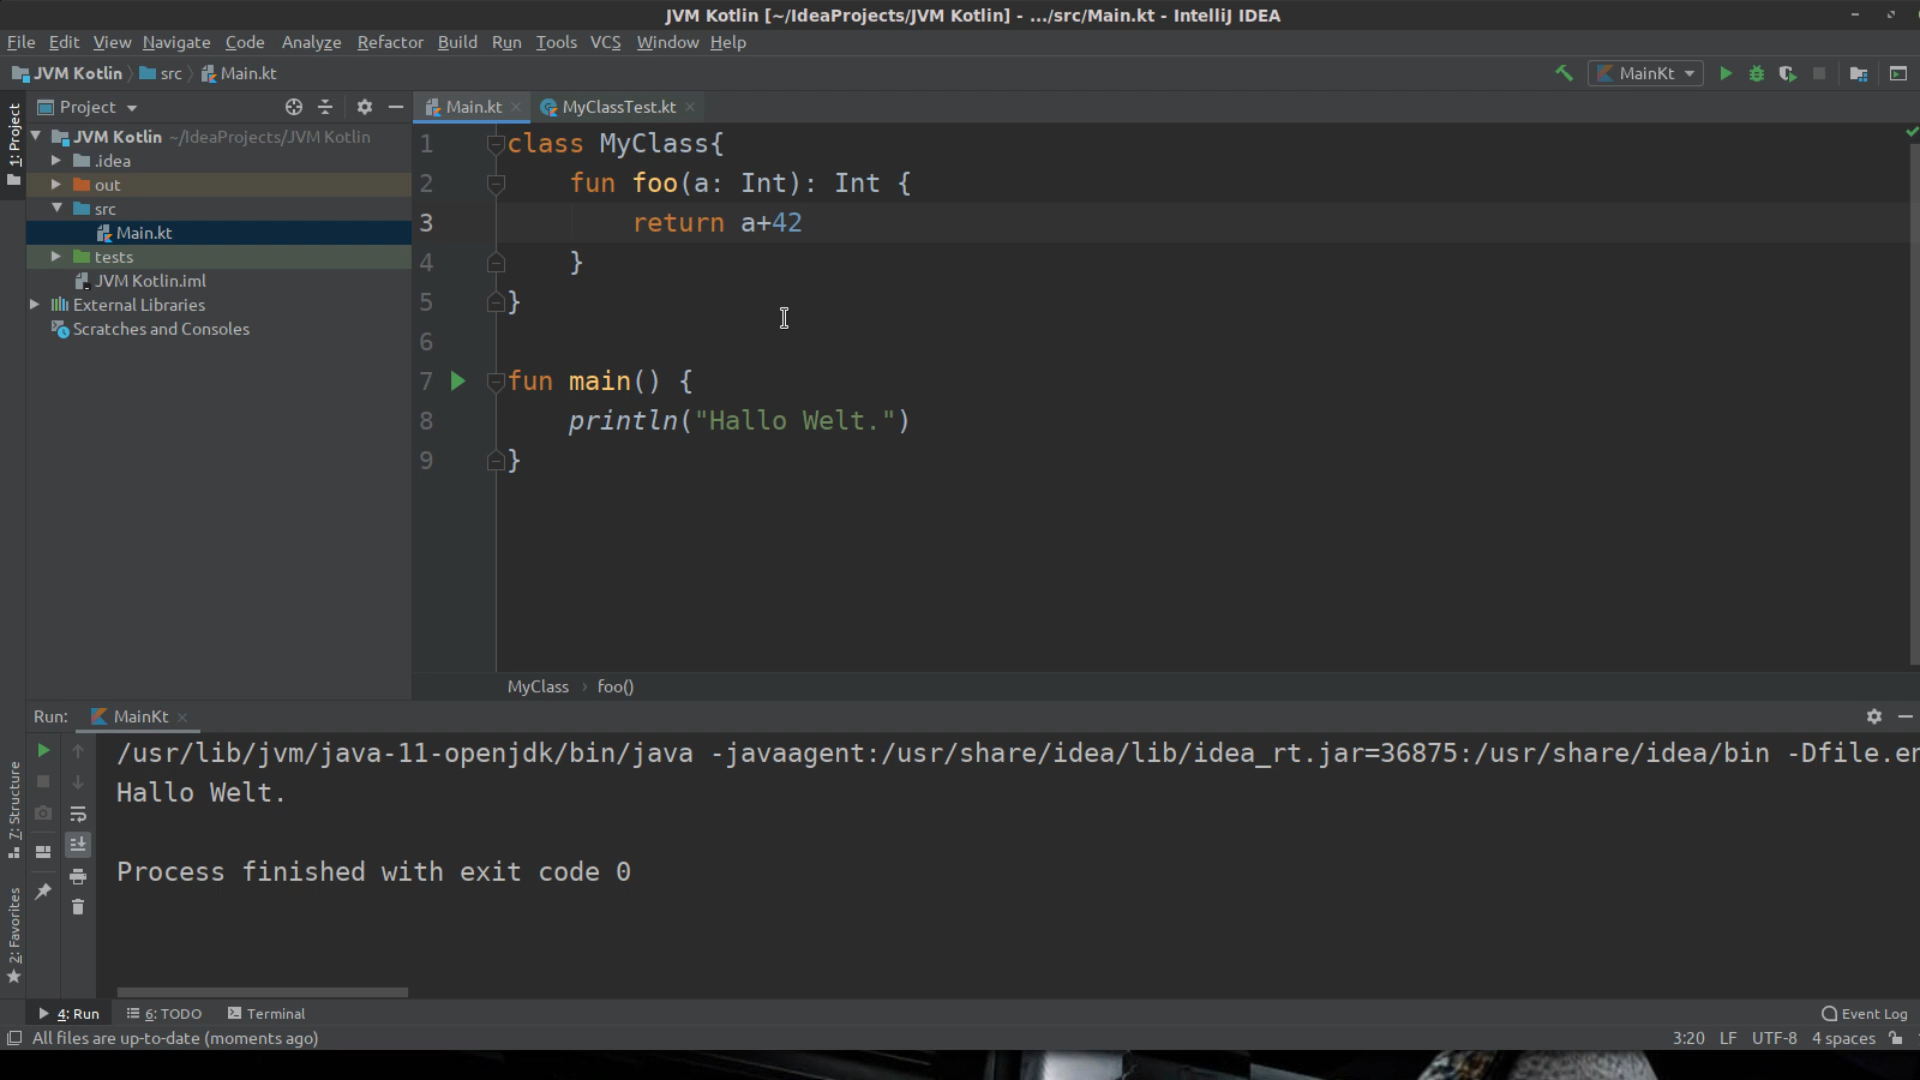 JVM Kotlin [~/IdeaProjects/JVM Kotlin] - .../src/Main.kt - IntelliJ IDEA
File Edit View Navigate Code Analyze Refactor Build Run Tools VCS Window Help
JVM Kotlin src Main.kt MainKt
1: Project
Project
JVM Kotlin ~/IdeaProjects/JVM Kotlin
.idea
out
src
Main.kt
tests
JVM Kotlin.iml
External Libraries
Scratches and Consoles
Main.kt MyClassTest.kt
1 class MyClass{
2 fun foo(a: Int): Int {
3 return a+42
4 }
5 }
6
7 fun main() {
8 println("Hallo Welt.")
9 }
MyClass › foo()
Run: MainKt
/usr/lib/jvm/java-11-openjdk/bin/java -javaagent:/usr/share/idea/lib/idea_rt.jar=36875:/usr/share/idea/bin -Dfile.en
Hallo Welt.
Process finished with exit code 0
7: Structure
2: Favorites
4: Run 6: TODO Terminal Event Log
All files are up-to-date (moments ago) 3:20 LF UTF-8 4 spaces